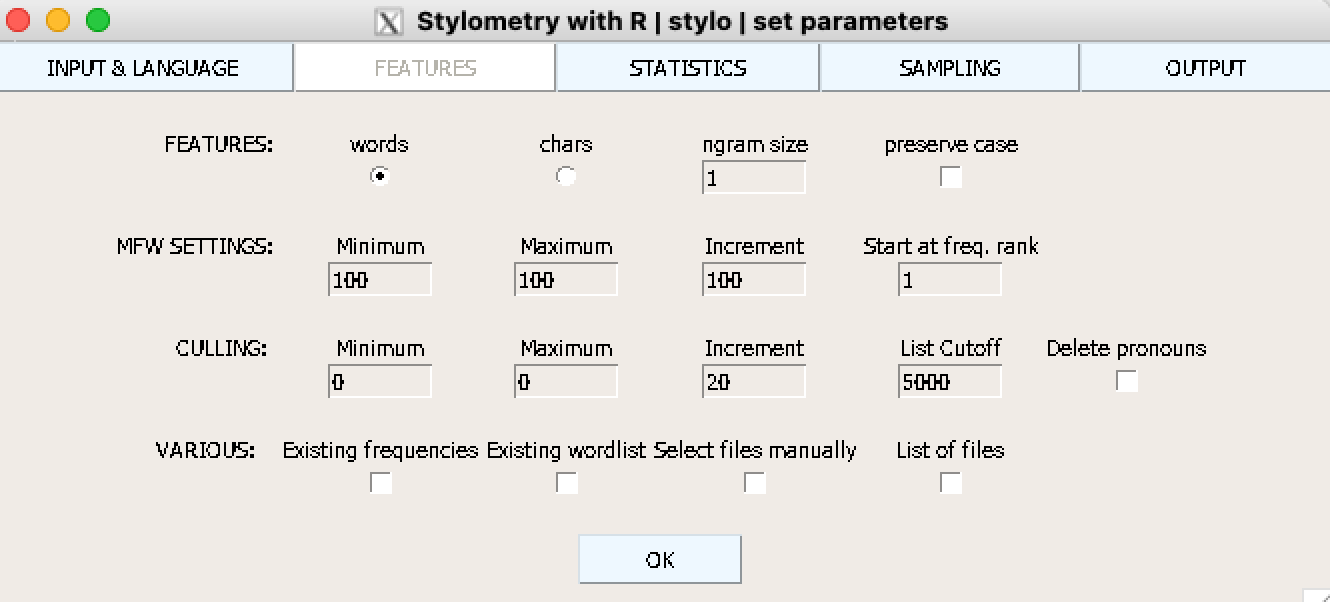 Stylometry with R | stylo | set parameters
INPUT & LANGUAGE FEATURES STATISTICS SAMPLING OUTPUT
FEATURES: words chars ngram size preserve case
1
MFW SETTINGS: Minimum Maximum Increment Start at freq. rank
100 100 100 1
CULLING: Minimum Maximum Increment List Cutoff Delete pronouns
0 0 20 5000
VARIOUS: Existing frequencies Existing wordlist Select files manually List of files
OK